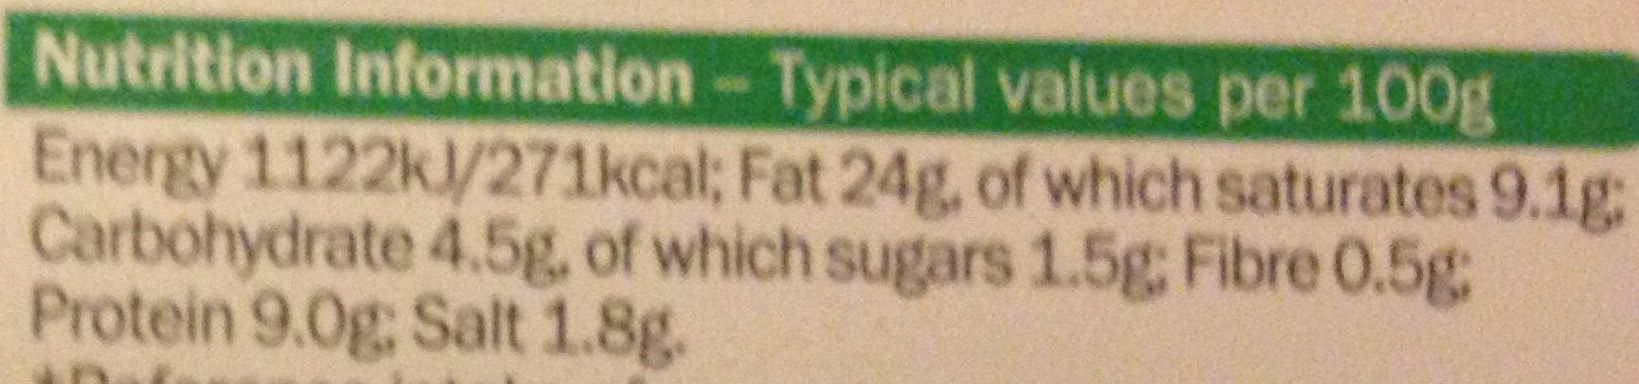 Nutrition Information – Typical values per 100g
Energy 1122kJ/271kcal; Fat 24g, of which saturates 9.1g;
Carbohydrate 4.5g, of which sugars 1.5g; Fibre 0.5g;
Protein 9.0g; Salt 1.8g.